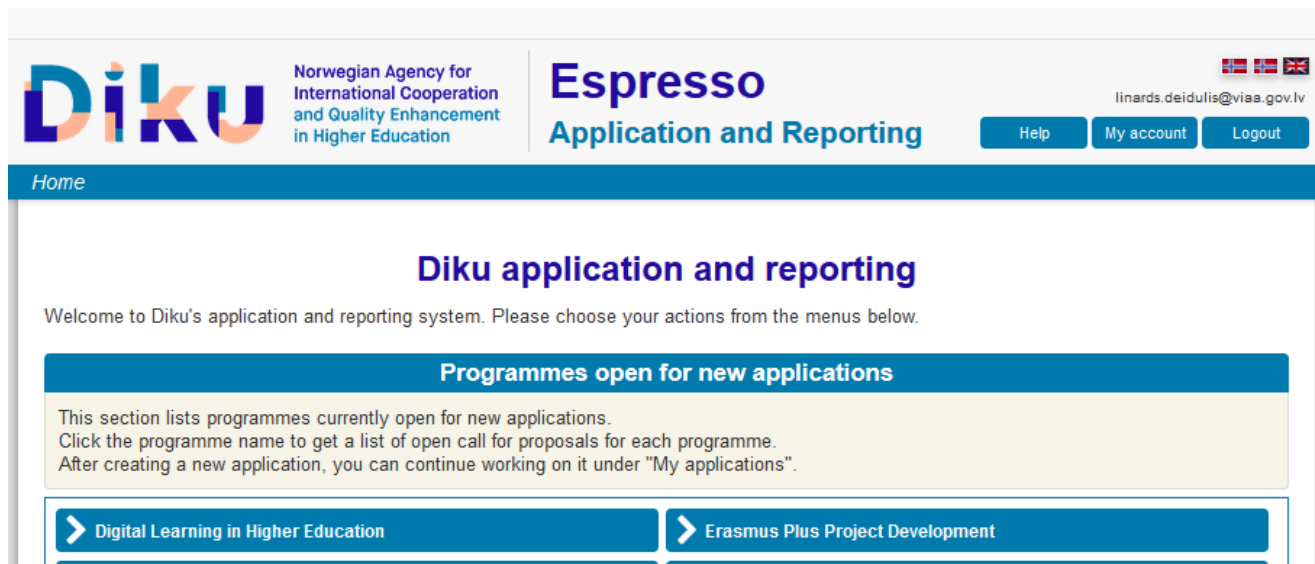 Diku
Norwegian Agency for
International Cooperation
and Quality Enhancement
in Higher Education
Espresso
Application and Reporting
linards.deidulis@viaa.gov.lv
Help
My account
Logout
Home
Diku application and reporting
Welcome to Diku's application and reporting system. Please choose your actions from the menus below.
Programmes open for new applications
This section lists programmes currently open for new applications.
Click the programme name to get a list of open call for proposals for each programme.
After creating a new application, you can continue working on it under "My applications".
Digital Learning in Higher Education
Erasmus Plus Project Development